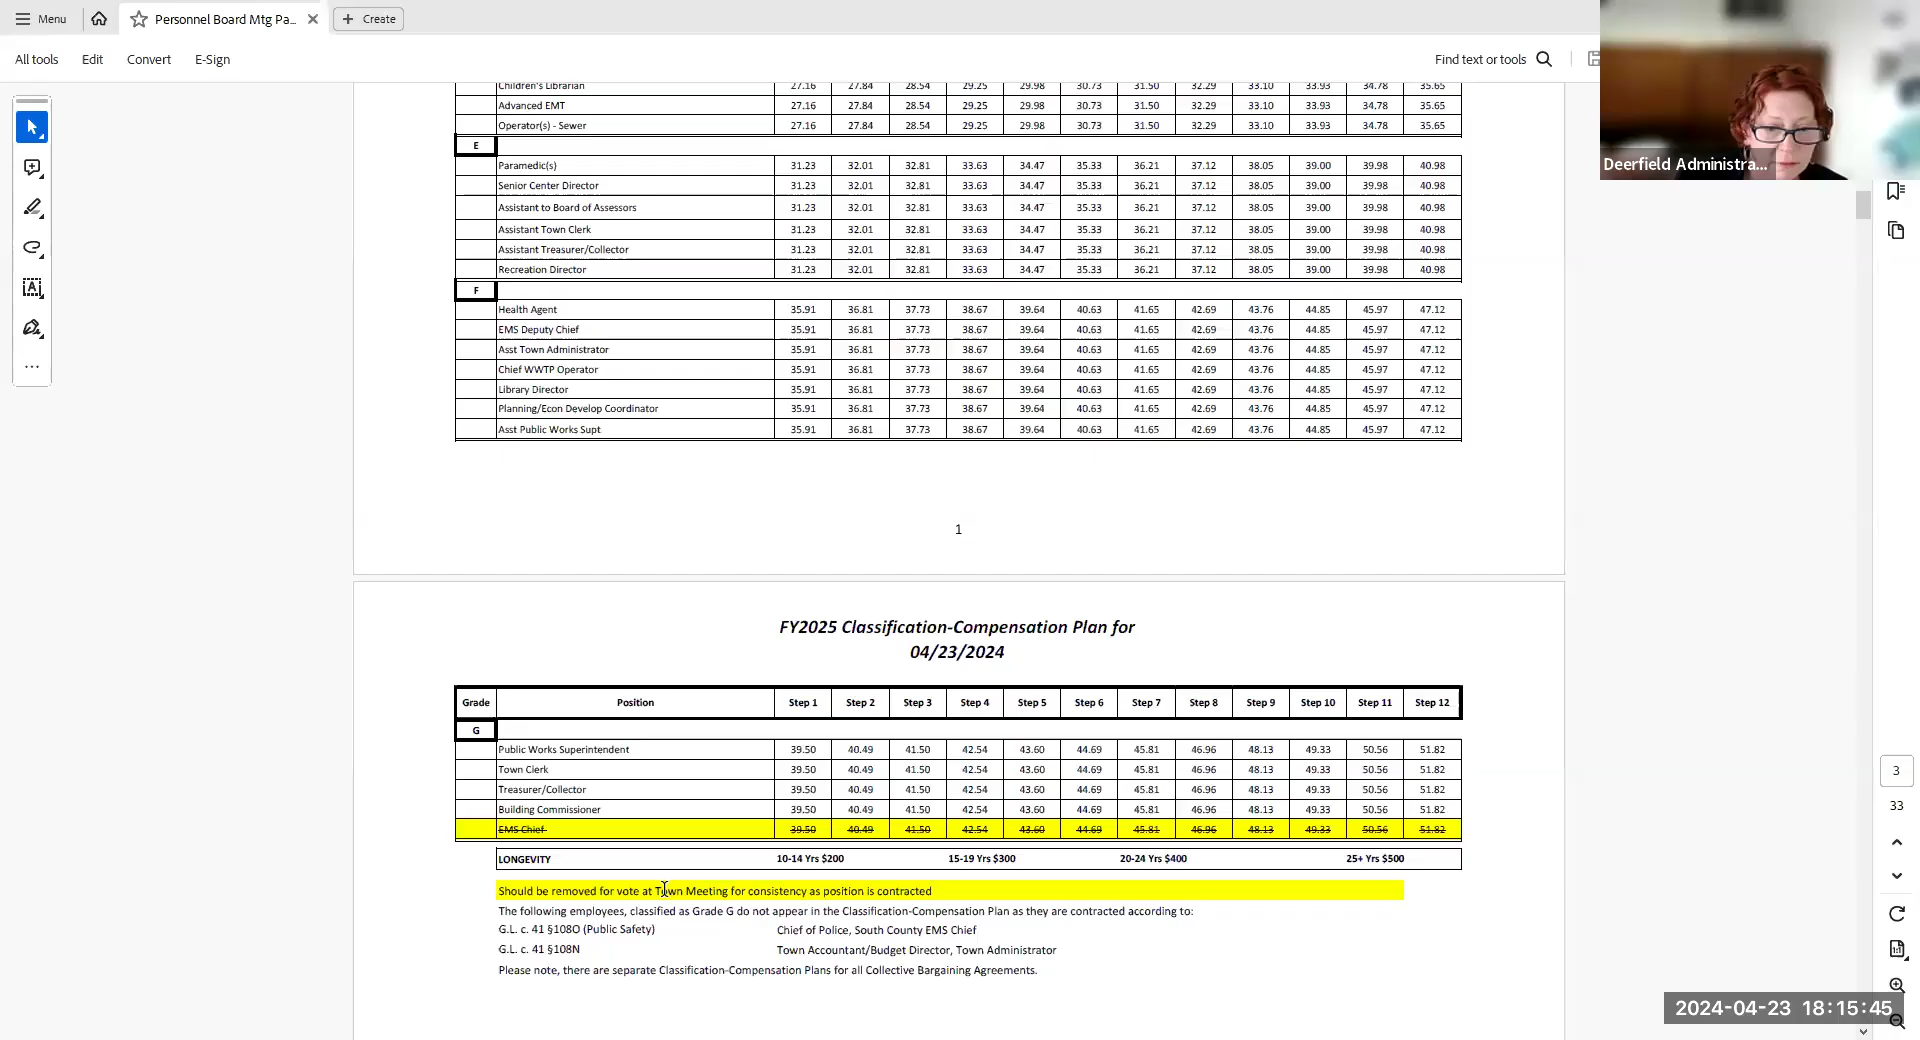 Menu
Personnel Board Mtg Pa...
Create
All tools Edit Convert E-Sign
Find text or tools
Children's Librarian 27.16 27.84 28.54 29.25 29.98 30.73 31.50 32.29 33.10 33.93 34.78 35.65
Advanced EMT 27.16 27.84 28.54 29.25 29.98 30.73 31.50 32.29 33.10 33.93 34.78 35.65
Operator(s) - Sewer 27.16 27.84 28.54 29.25 29.98 30.73 31.50 32.29 33.10 33.93 34.78 35.65
E
Paramedic(s) 31.23 32.01 32.81 33.63 34.47 35.33 36.21 37.12 38.05 39.00 39.98 40.98
Senior Center Director 31.23 32.01 32.81 33.63 34.47 35.33 36.21 37.12 38.05 39.00 39.98 40.98
Assistant to Board of Assessors 31.23 32.01 32.81 33.63 34.47 35.33 36.21 37.12 38.05 39.00 39.98 40.98
Assistant Town Clerk 31.23 32.01 32.81 33.63 34.47 35.33 36.21 37.12 38.05 39.00 39.98 40.98
Assistant Treasurer/Collector 31.23 32.01 32.81 33.63 34.47 35.33 36.21 37.12 38.05 39.00 39.98 40.98
Recreation Director 31.23 32.01 32.81 33.63 34.47 35.33 36.21 37.12 38.05 39.00 39.98 40.98
F
Health Agent 35.91 36.81 37.73 38.67 39.64 40.63 41.65 42.69 43.76 44.85 45.97 47.12
EMS Deputy Chief 35.91 36.81 37.73 38.67 39.64 40.63 41.65 42.69 43.76 44.85 45.97 47.12
Asst Town Administrator 35.91 36.81 37.73 38.67 39.64 40.63 41.65 42.69 43.76 44.85 45.97 47.12
Chief WWTP Operator 35.91 36.81 37.73 38.67 39.64 40.63 41.65 42.69 43.76 44.85 45.97 47.12
Library Director 35.91 36.81 37.73 38.67 39.64 40.63 41.65 42.69 43.76 44.85 45.97 47.12
Planning/Econ Develop Coordinator 35.91 36.81 37.73 38.67 39.64 40.63 41.65 42.69 43.76 44.85 45.97 47.12
Asst Public Works Supt 35.91 36.81 37.73 38.67 39.64 40.63 41.65 42.69 43.76 44.85 45.97 47.12
1
FY2025 Classification-Compensation Plan for
04/23/2024
Grade Position Step 1 Step 2 Step 3 Step 4 Step 5 Step 6 Step 7 Step 8 Step 9 Step 10 Step 11 Step 12
G
Public Works Superintendent 39.50 40.49 41.50 42.54 43.60 44.69 45.81 46.96 48.13 49.33 50.56 51.82
Town Clerk 39.50 40.49 41.50 42.54 43.60 44.69 45.81 46.96 48.13 49.33 50.56 51.82
Treasurer/Collector 39.50 40.49 41.50 42.54 43.60 44.69 45.81 46.96 48.13 49.33 50.56 51.82
Building Commissioner 39.50 40.49 41.50 42.54 43.60 44.69 45.81 46.96 48.13 49.33 50.56 51.82
EMS Chief 39.50 40.49 41.50 42.54 43.60 44.69 45.81 46.96 48.13 49.33 50.56 51.82
LONGEVITY 10-14 Yrs $200 15-19 Yrs $300 20-24 Yrs $400 25+ Yrs $500
Should be removed for vote at Town Meeting for consistency as position is contracted
The following employees, classified as Grade G do not appear in the Classification-Compensation Plan as they are contracted according to:
G.L. c. 41 §108O (Public Safety) Chief of Police, South County EMS Chief
G.L. c. 41 §108N Town Accountant/Budget Director, Town Administrator
Please note, there are separate Classification-Compensation Plans for all Collective Bargaining Agreements.
Deerfield Administra...
3
33
2024-04-23 18:15:45